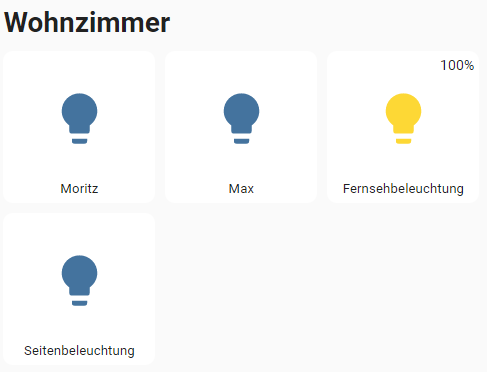 Wohnzimmer
100%
Moritz
Max
Fernsehbeleuchtung
Seitenbeleuchtung